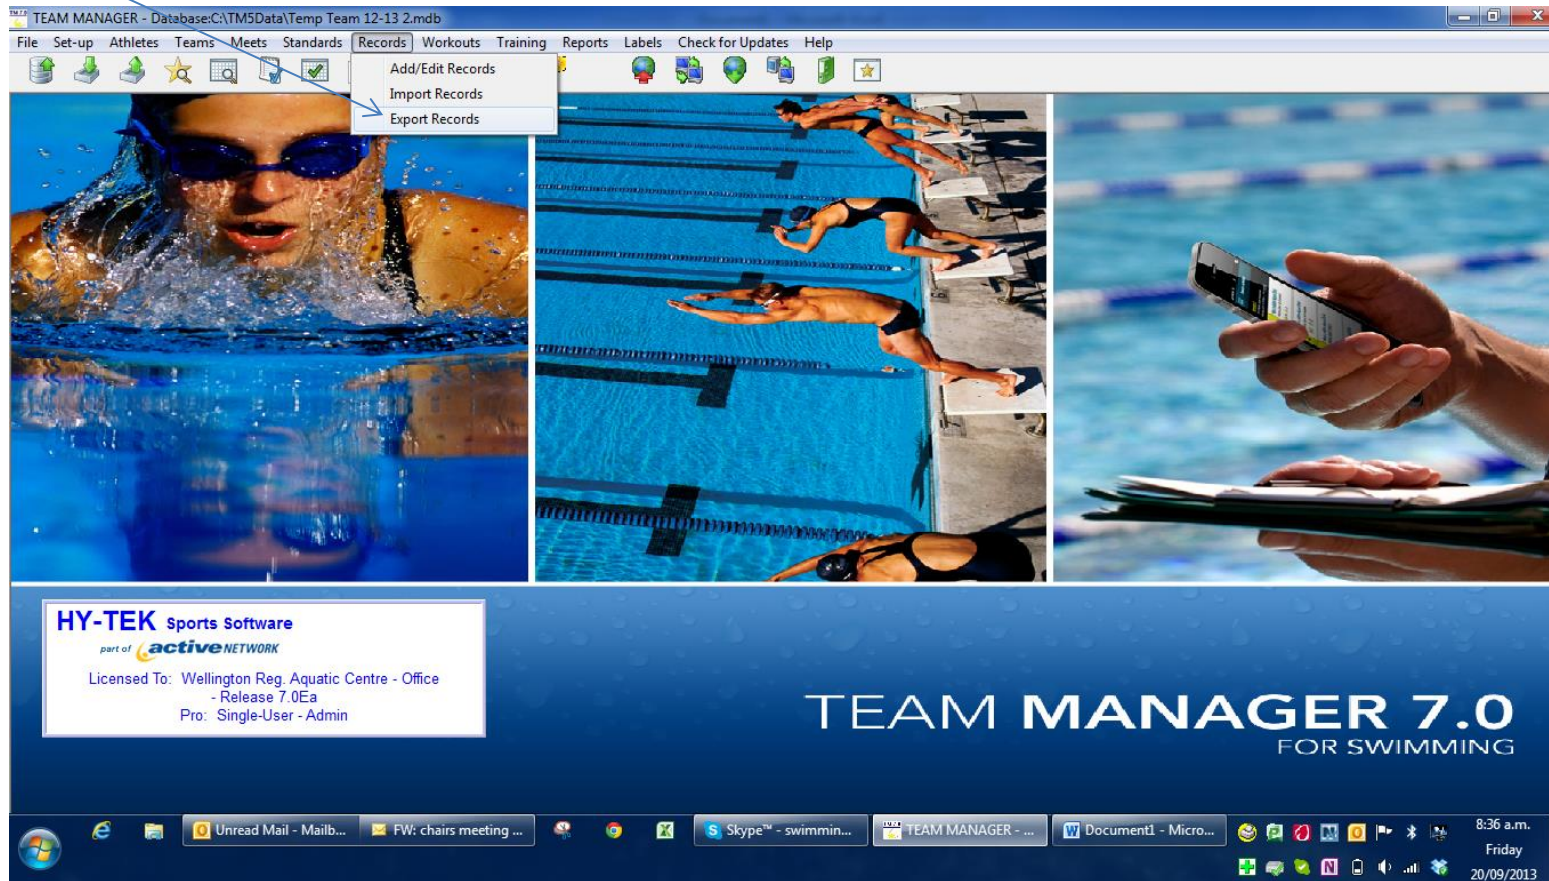 TEAM MANAGER - Database:C:\TM5Data\Temp Team 12-13 2.mdb
File Set-up Athletes Teams Meets Standards Records Workouts Training Reports Labels Check for Updates Help
Add/Edit Records
Import Records
Export Records
HY-TEK Sports Software
part of active NETWORK
Licensed To: Wellington Reg. Aquatic Centre - Office
- Release 7.0Ea
Pro: Single-User - Admin
TEAM MANAGER 7.0
FOR SWIMMING
Unread Mail - Mailb... FW: chairs meeting ... Skype™ - swimmin... TEAM MANAGER - ... Document1 - Micro...
8:36 a.m.
Friday
20/09/2013